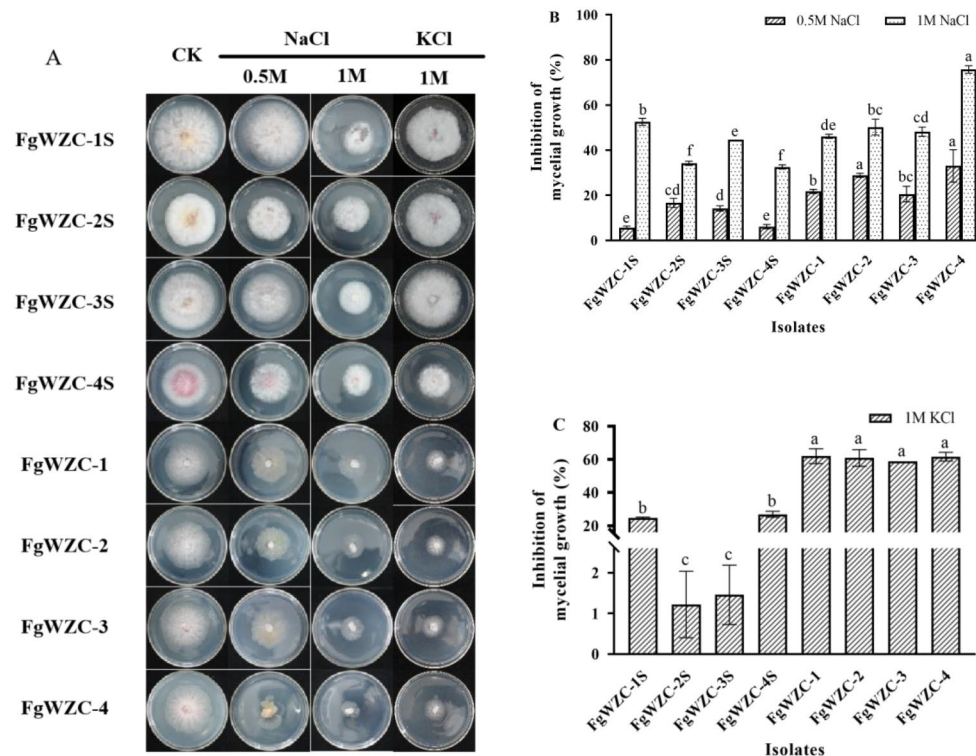 A
CK
NaCl
KCl
0.5M
1M
1M
FgWZC-1S
FgWZC-2S
FgWZC-3S
FgWZC-4S
FgWZC-1
FgWZC-2
FgWZC-3
FgWZC-4
B
0.5M NaCl
1M NaCl
Inhibition of
mycelial growth (%)
100
80
60
40
20
0
e
b
cd
f
d
e
e
f
b
de
a
bc
bc
cd
a
a
FgWZC-1S
FgWZC-2S
FgWZC-3S
FgWZC-4S
FgWZC-1
FgWZC-2
FgWZC-3
FgWZC-4
Isolates
C
1M KCl
Inhibition of
mycelial growth (%)
80
60
40
20
2
1
0
b
c
c
b
a
a
a
a
FgWZC-1S
FgWZC-2S
FgWZC-3S
FgWZC-4S
FgWZC-1
FgWZC-2
FgWZC-3
FgWZC-4
Isolates